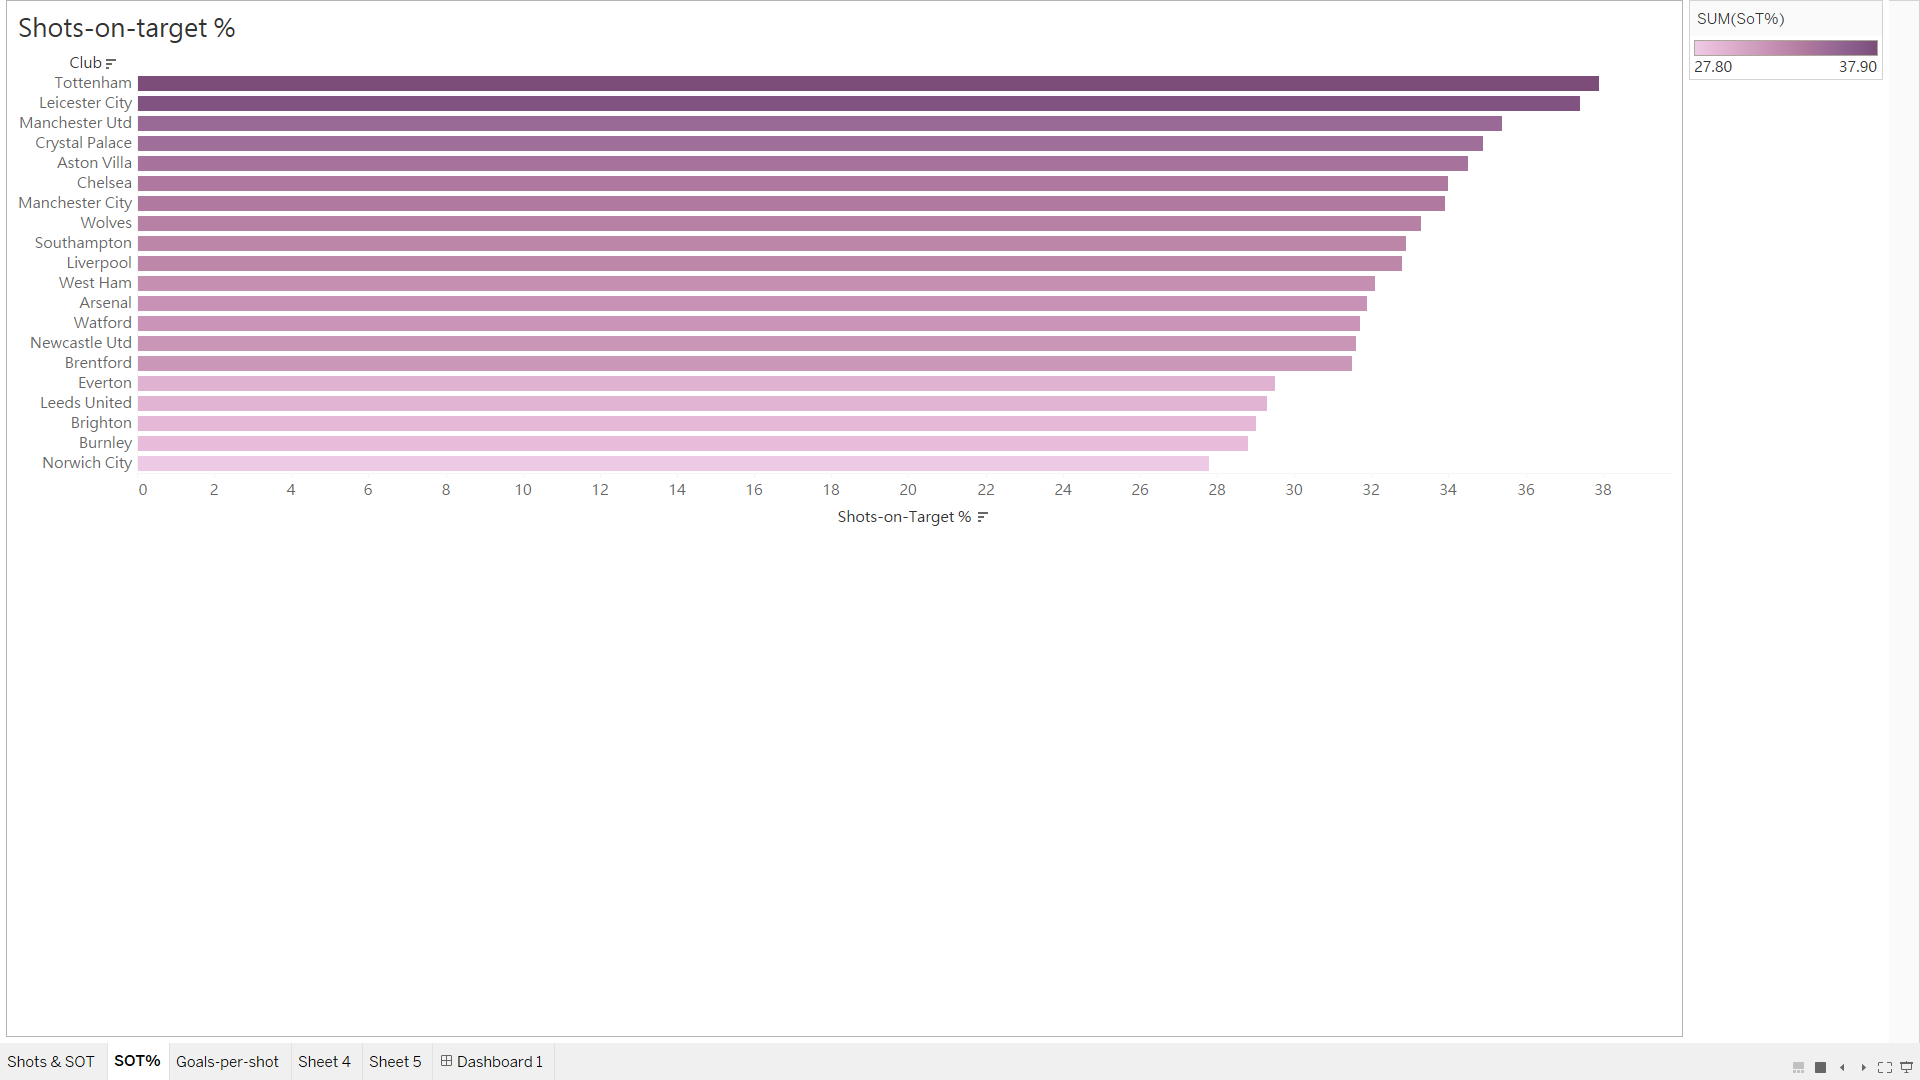 Shots-on-target %
Club
Tottenham
Leicester City
Manchester Utd
Crystal Palace
Aston Villa
Chelsea
Manchester City
Wolves
Southampton
Liverpool
West Ham
Arsenal
Watford
Newcastle Utd
Brentford
Everton
Leeds United
Brighton
Burnley
Norwich City
0 2 4 6 8 10 12 14 16 18 20 22 24 26 28 30 32 34 36 38
Shots-on-Target %
SUM(SoT%)
27.80 37.90
Shots & SOT SOT% Goals-per-shot Sheet 4 Sheet 5 Dashboard 1